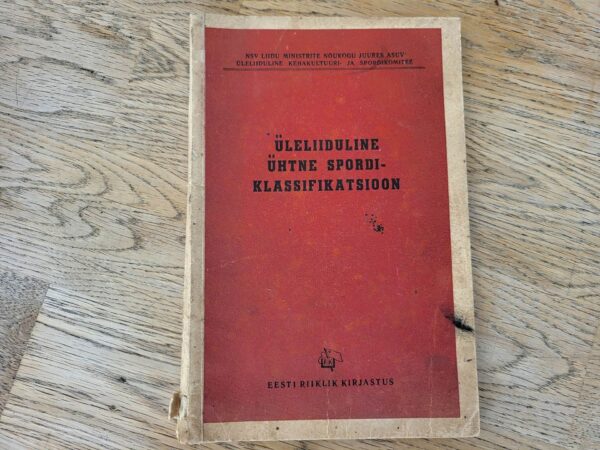 NSV LIIDU MINISTRITE NÕUKOGU JUURES ASUV
ÜLELIIDULINE KEHAKULTUURI- JA SPORDIKOMITEE
ÜLELIIDULINE
ÜHTNE SPORDI-
KLASSIFIKATSIOON
EESTI RIIKLIK KIRJASTUS